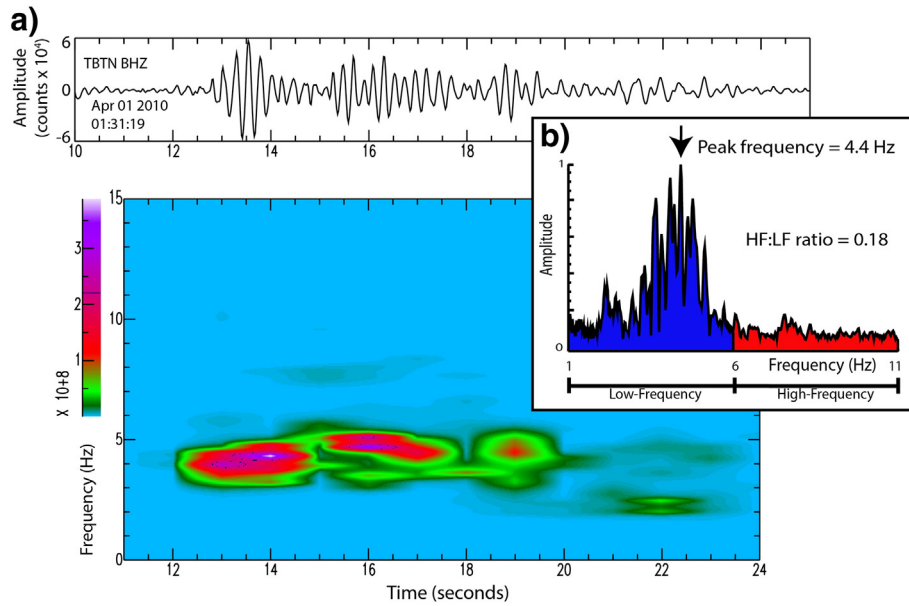 a)
Amplitude
(counts x 10⁴)
6
0
-6
TBTN BHZ
Apr 01 2010
01:31:19
10
12
14
16
18
b)
Peak frequency = 4.4 Hz
HF:LF ratio = 0.18
Amplitude
1
0
1
6
Frequency (Hz)
11
Low-Frequency
High-Frequency
X 10+8
3
2
1
Frequency (Hz)
15
10
5
0
12
14
16
18
20
22
24
Time (seconds)